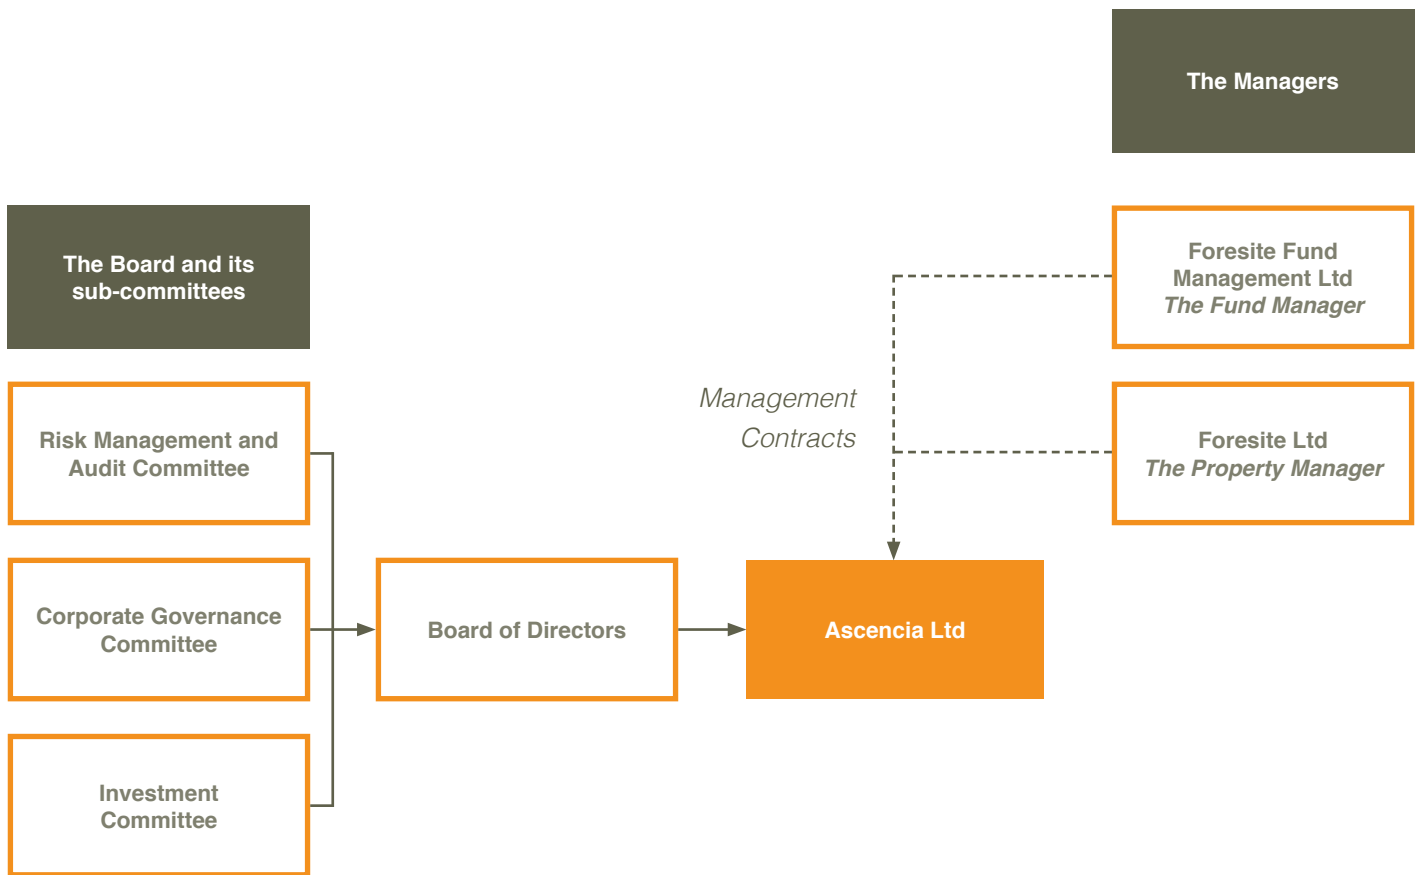 The Managers
The Board and its
sub-committees
Foresite Fund
Management Ltd
The Fund Manager
Management
Contracts
Risk Management and
Audit Committee
Foresite Ltd
The Property Manager
Corporate Governance
Committee
Board of Directors
Ascencia Ltd
Investment
Committee